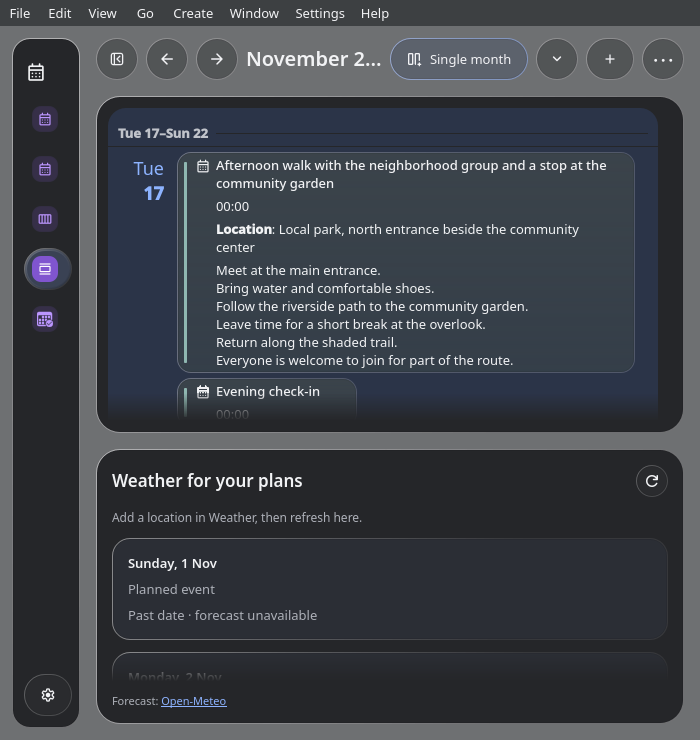 File Edit View Go Create Window Settings Help
November 2...
Single month
Tue 17–Sun 22
Tue
17
Afternoon walk with the neighborhood group and a stop at the
community garden
00:00
Location: Local park, north entrance beside the community
center
Meet at the main entrance.
Bring water and comfortable shoes.
Follow the riverside path to the community garden.
Leave time for a short break at the overlook.
Return along the shaded trail.
Everyone is welcome to join for part of the route.
Evening check-in
00:00
Weather for your plans
Add a location in Weather, then refresh here.
Sunday, 1 Nov
Planned event
Past date · forecast unavailable
Monday, 2 Nov
Forecast: Open-Meteo